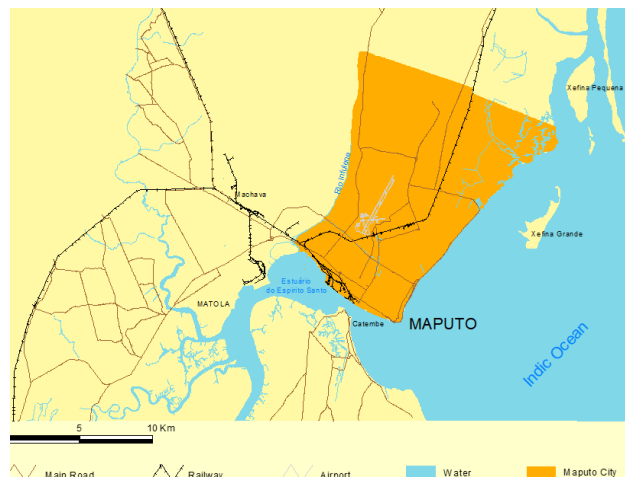 Xefina Pequena
Rio Infulene
Machava
Xefina Grande
Estuário
do Espirito Santo
MATOLA
Catembe
MAPUTO
Indic Ocean
5
10 Km
Main Road
Railway
Airport
Water
Maputo City